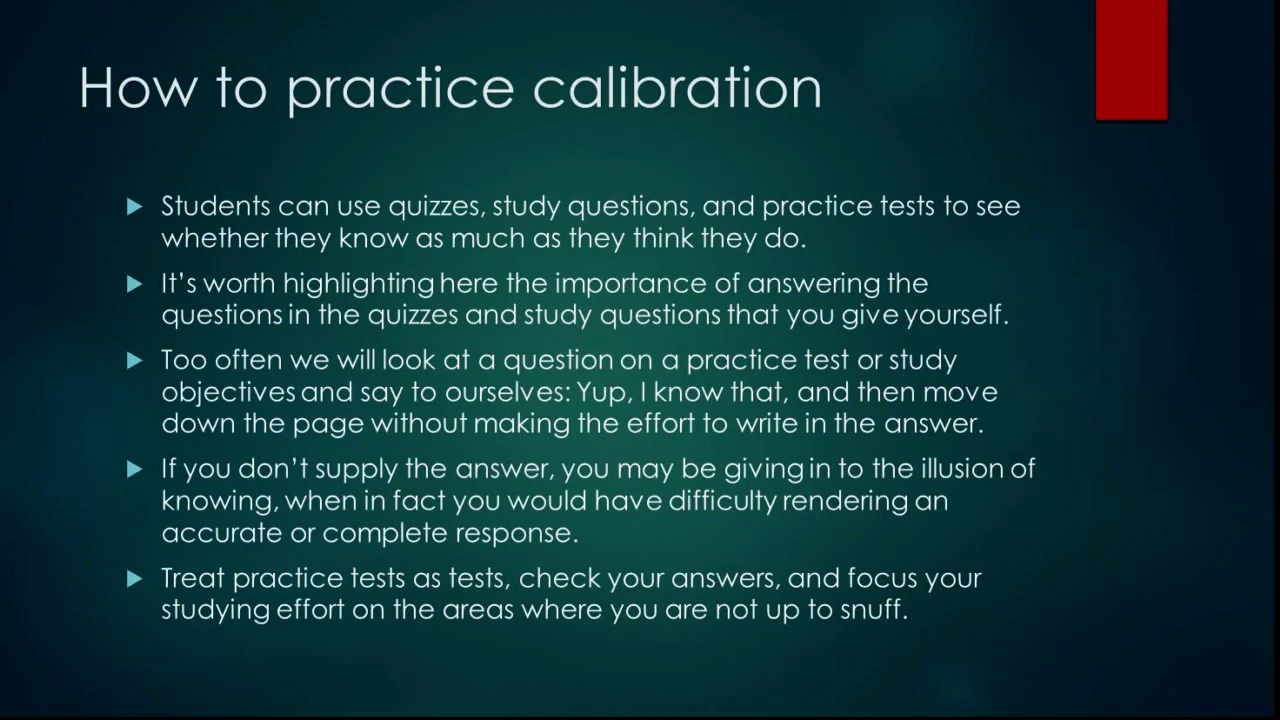 How to practice calibration
Students can use quizzes, study questions, and practice tests to see
whether they know as much as they think they do.
It's worth highlighting here the importance of answering the
questions in the quizzes and study questions that you give yourself.
Too often we will look at a question on a practice test or study
objectives and say to ourselves: Yup, I know that, and then move
down the page without making the effort to write in the answer.
If you don't supply the answer, you may be giving in to the illusion of
knowing, when in fact you would have difficulty rendering an
accurate or complete response.
Treat practice tests as tests, check your answers, and focus your
studying effort on the areas where you are not up to snuff.